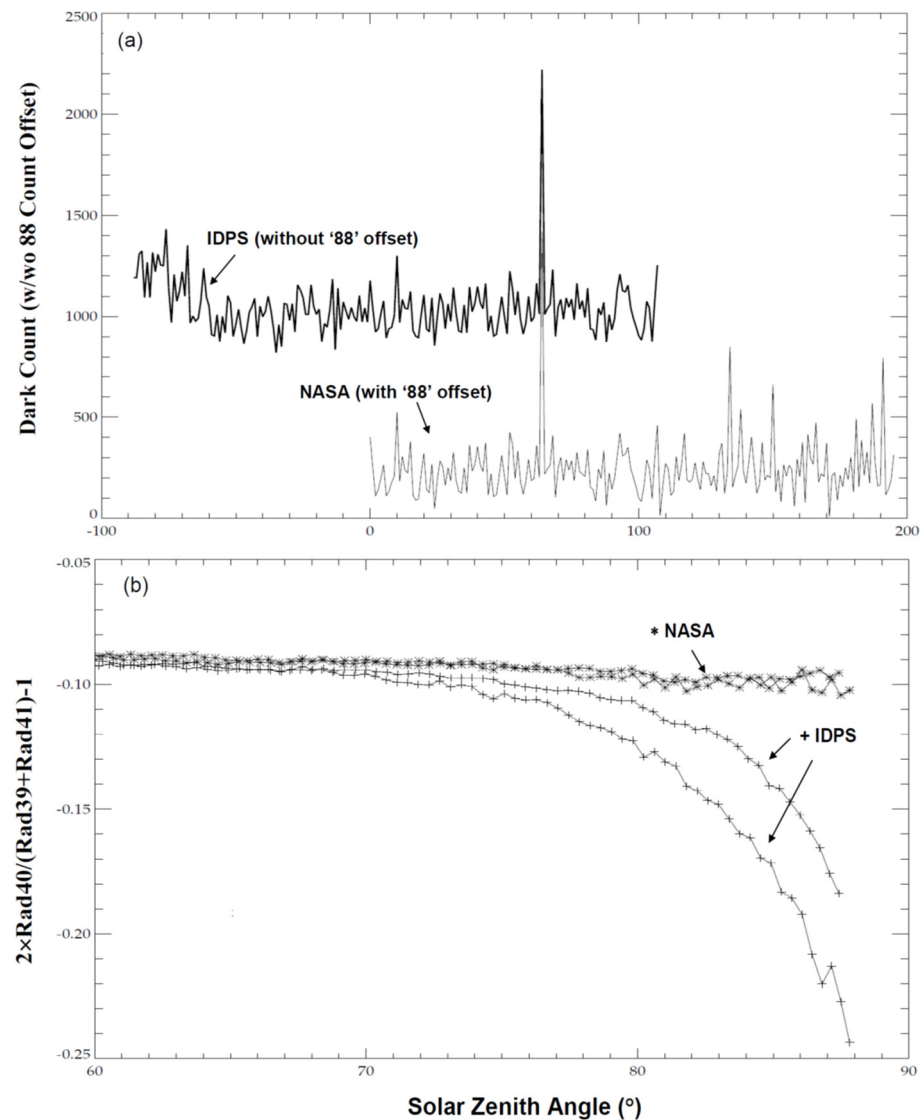 (a)
Dark Count (w/wo 88 Count Offset)
2500
2000
1500
1000
500
0
IDPS (without ‘88’ offset)
NASA (with ‘88’ offset)
-100
0
100
200
(b)
2×Rad40/(Rad39+Rad41)-1
-0.05
-0.10
-0.15
-0.20
-0.25
* NASA
+ IDPS
60
70
80
90
Solar Zenith Angle (°)